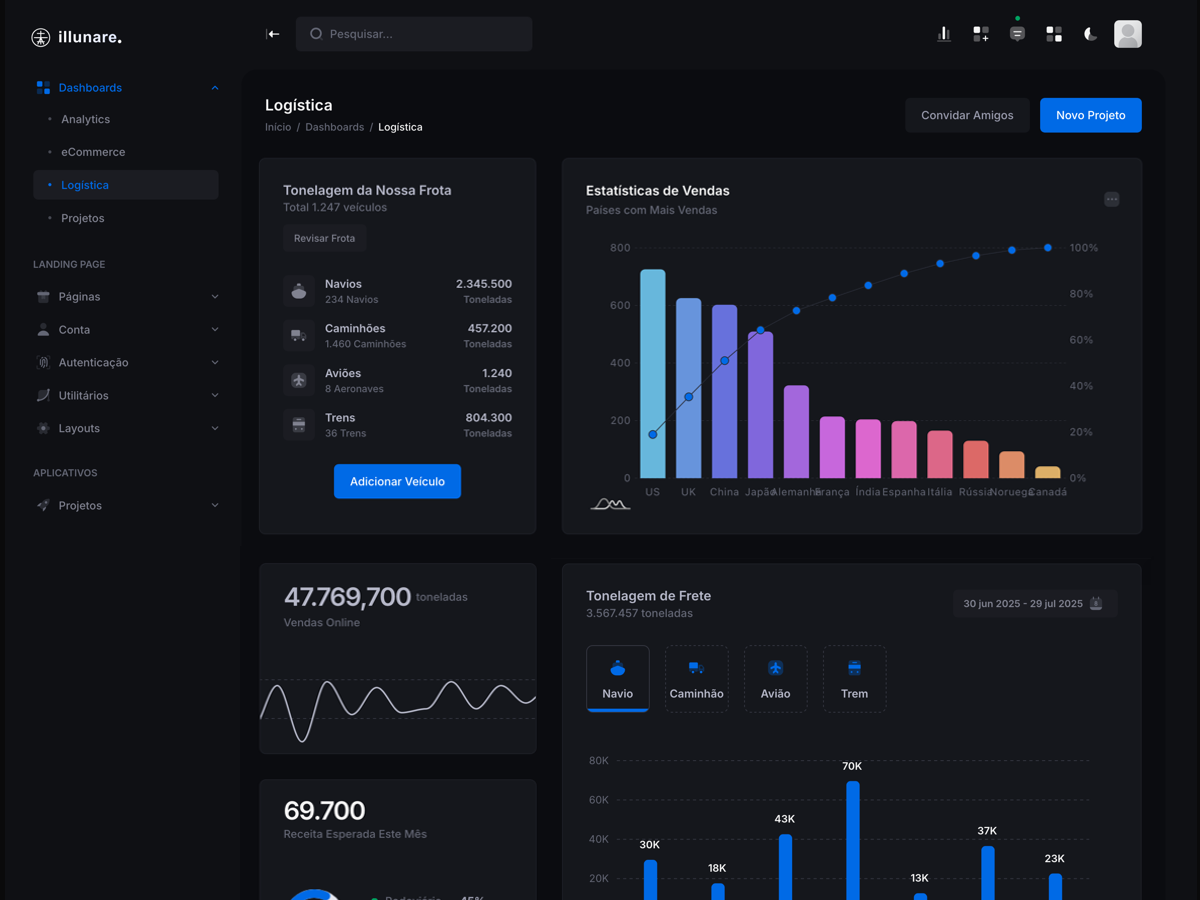 illunare.
Pesquisar...
Dashboards
Analytics
eCommerce
Logística
Projetos
LANDING PAGE
Páginas
Conta
Autenticação
Utilitários
Layouts
APLICATIVOS
Projetos
Logística
Início / Dashboards / Logística
Convidar Amigos
Novo Projeto
Tonelagem da Nossa Frota
Total 1.247 veículos
Revisar Frota
Navios 2.345.500
234 Navios Toneladas
Caminhões 457.200
1.460 Caminhões Toneladas
Aviões 1.240
8 Aeronaves Toneladas
Trens 804.300
36 Trens Toneladas
Adicionar Veículo
Estatísticas de Vendas
Países com Mais Vendas
800 100%
80%
600
60%
400
40%
200
20%
0 0%
US UK China Japão Alemanha França Índia Espanha Itália Rússia Noruega Canadá
47.769,700 toneladas
Vendas Online
69.700
Receita Esperada Este Mês
45%
Tonelagem de Frete
3.567.457 toneladas
30 jun 2025 - 29 jul 2025
Navio Caminhão Avião Trem
80K
70K
60K
43K
40K
37K
30K
23K
20K
18K
13K